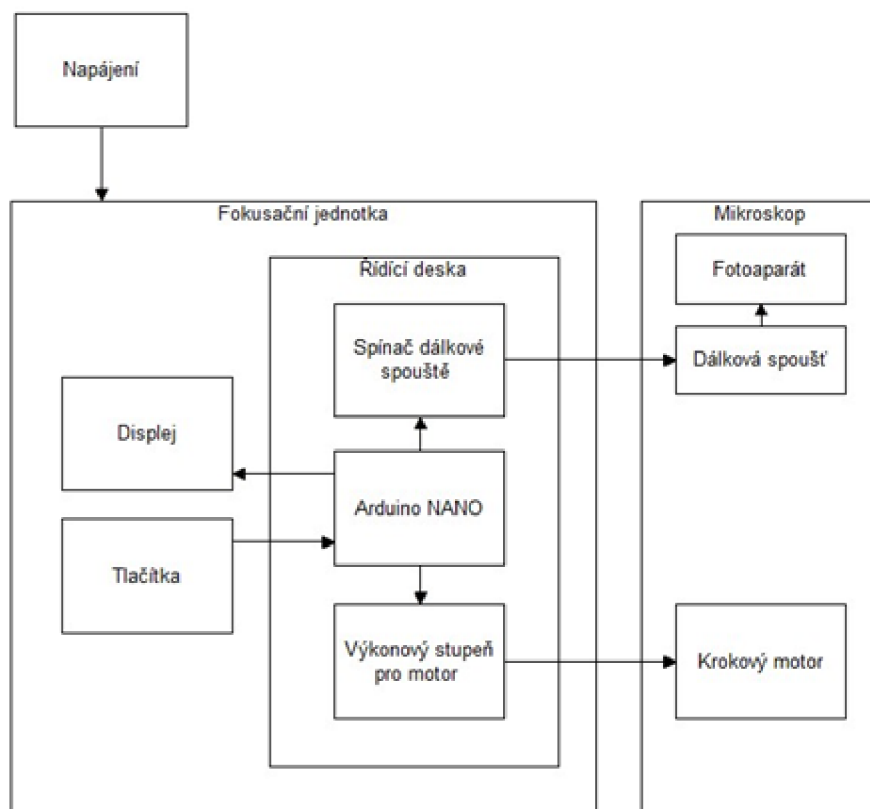 Napájení
Fokusační jednotka
Mikroskop
Řídící deska
Fotoaparát
Spínač dálkové
spouště
Dálková spoušť
Displej
Arduino NANO
Tlačítka
Výkonový stupeň
pro motor
Krokový motor